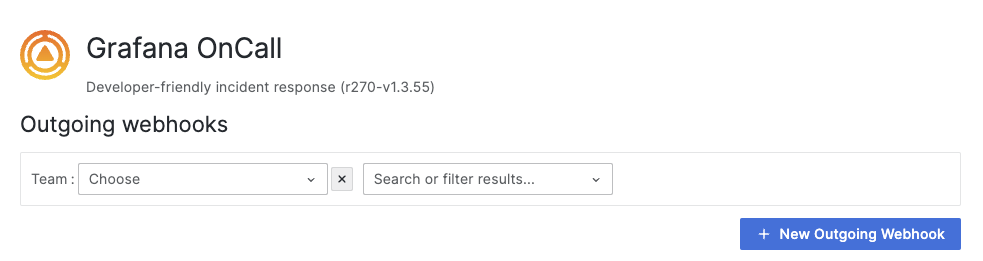 Grafana OnCall
Developer-friendly incident response (r270-v1.3.55)
Outgoing webhooks
Team : Choose × Search or filter results...
+ New Outgoing Webhook